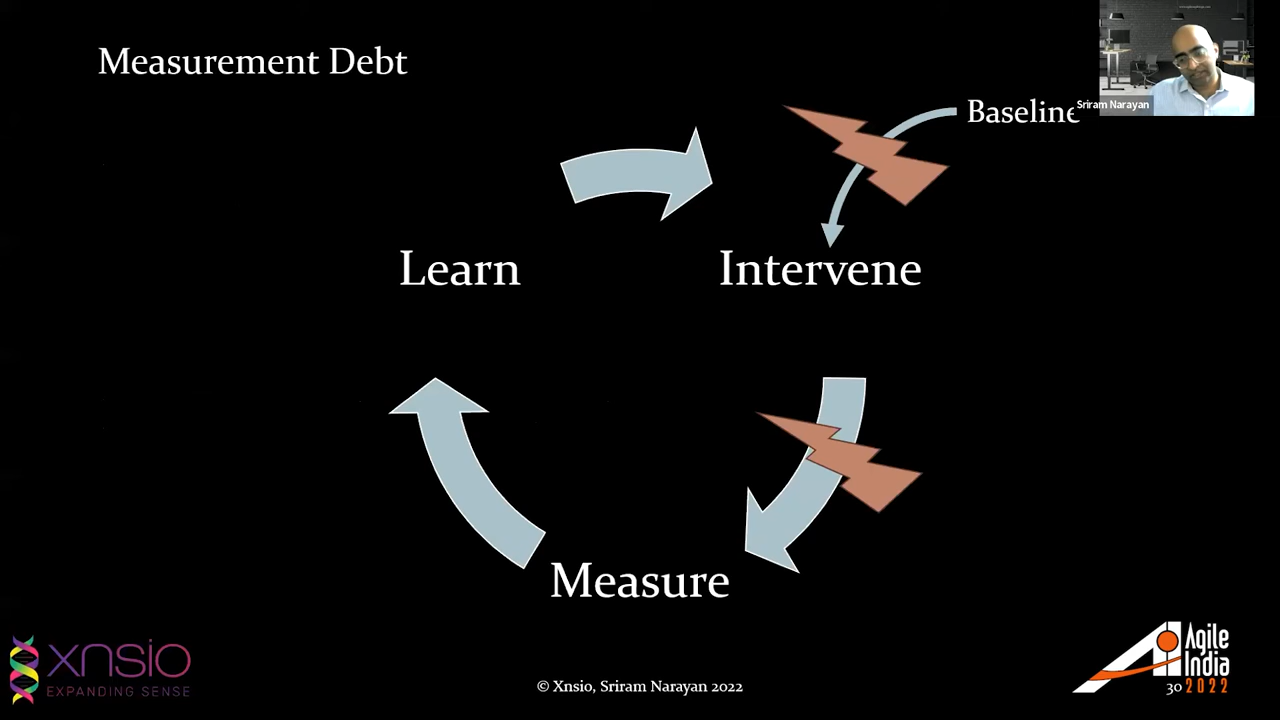 Measurement Debt
Baseline
Sriram Narayan
Learn
Intervene
Measure
xnsio
EXPANDING SENSE
© Xnsio, Sriram Narayan 2022
Agile
India
30 2022